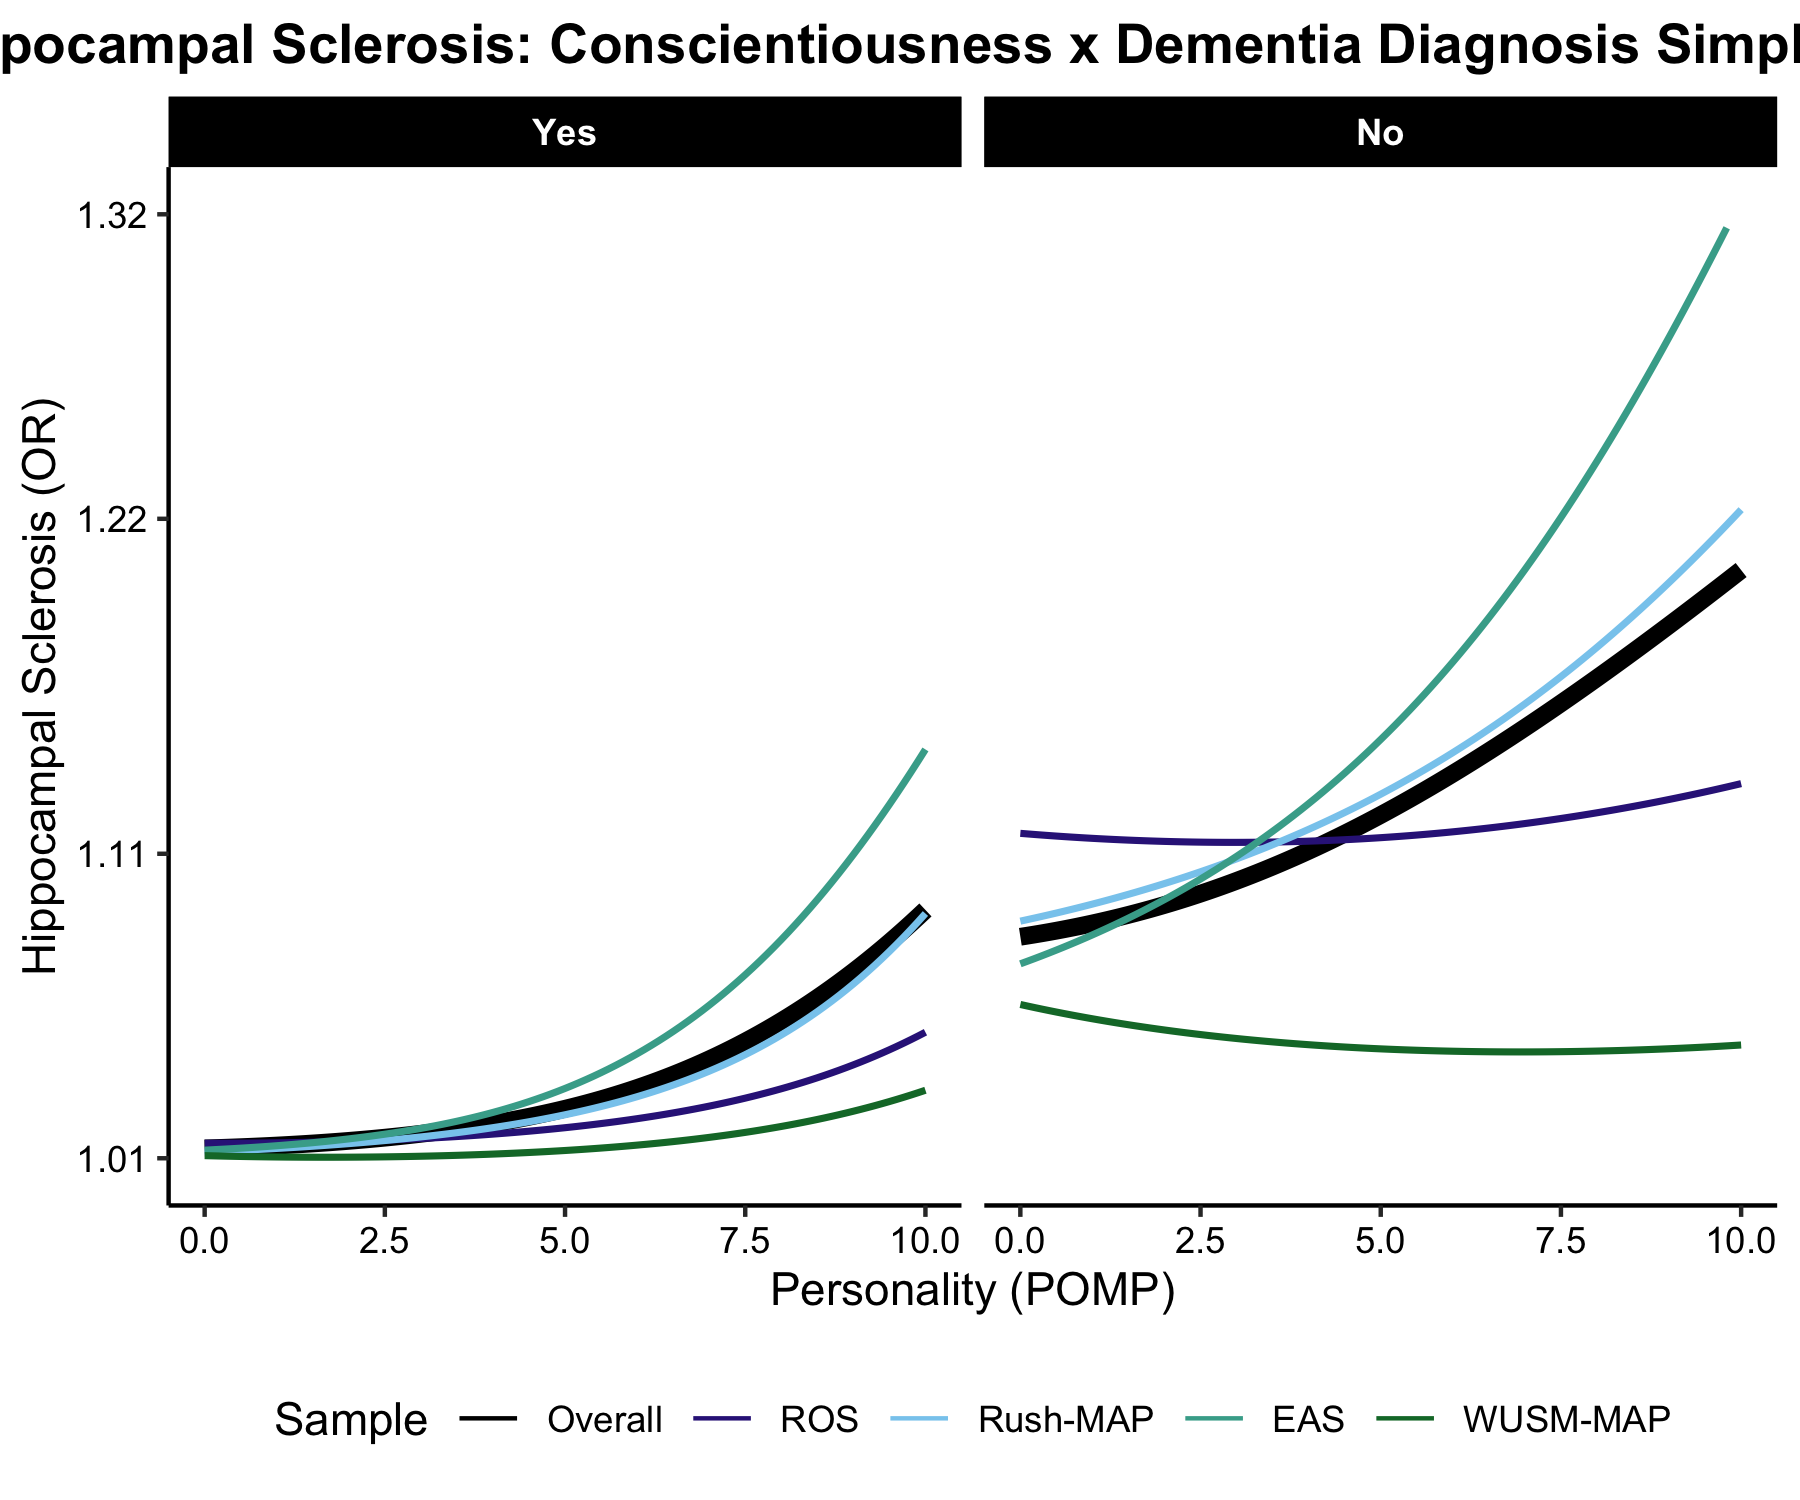 pocampal Sclerosis: Conscientiousness x Dementia Diagnosis Simpl
Yes
No
Hippocampal Sclerosis (OR)
1.32
1.22
1.11
1.01
0.0 2.5 5.0 7.5 10.0
0.0 2.5 5.0 7.5 10.0
Personality (POMP)
Sample Overall ROS Rush-MAP EAS WUSM-MAP